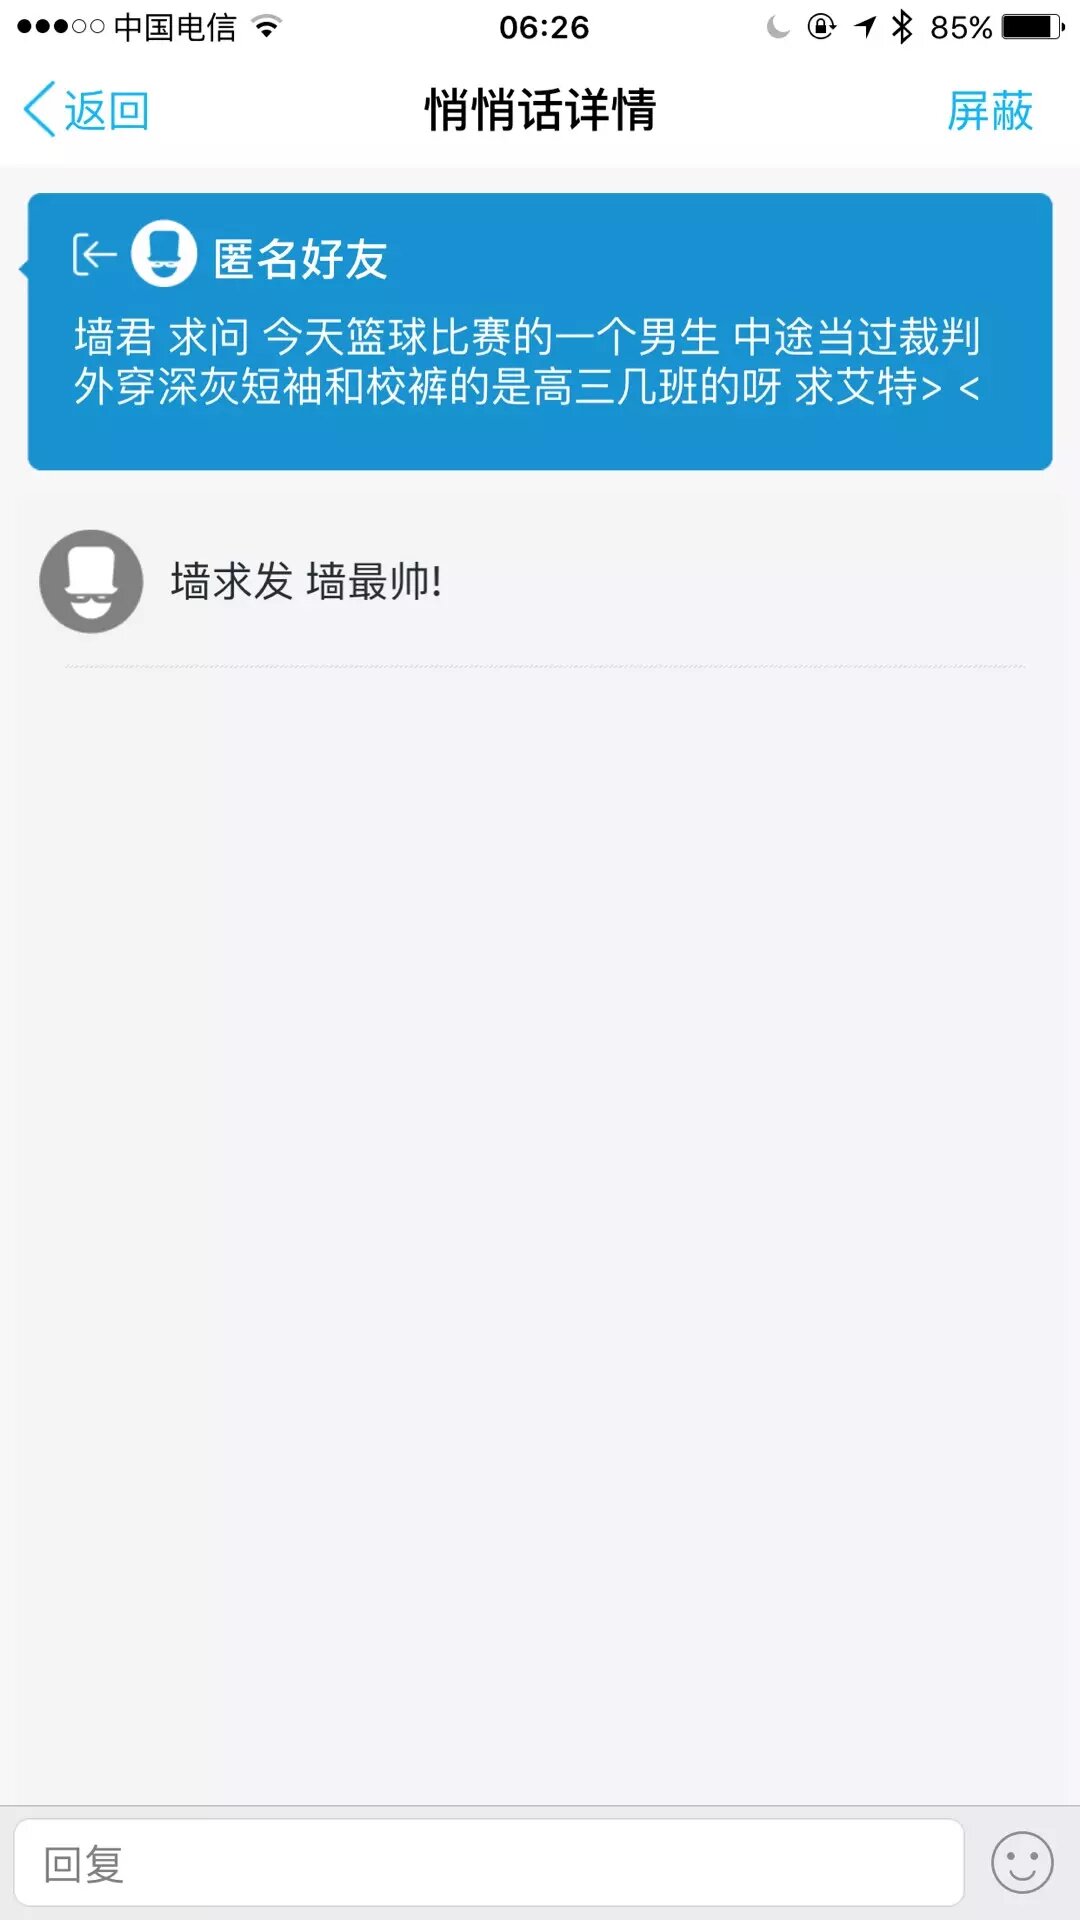 中国电信 06:26 85%
返回 悄悄话详情 屏蔽
匿名好友
墙君 求问 今天篮球比赛的一个男生 中途当过裁判
外穿深灰短袖和校裤的是高三几班的呀 求艾特> <
墙求发 墙最帅!
回复